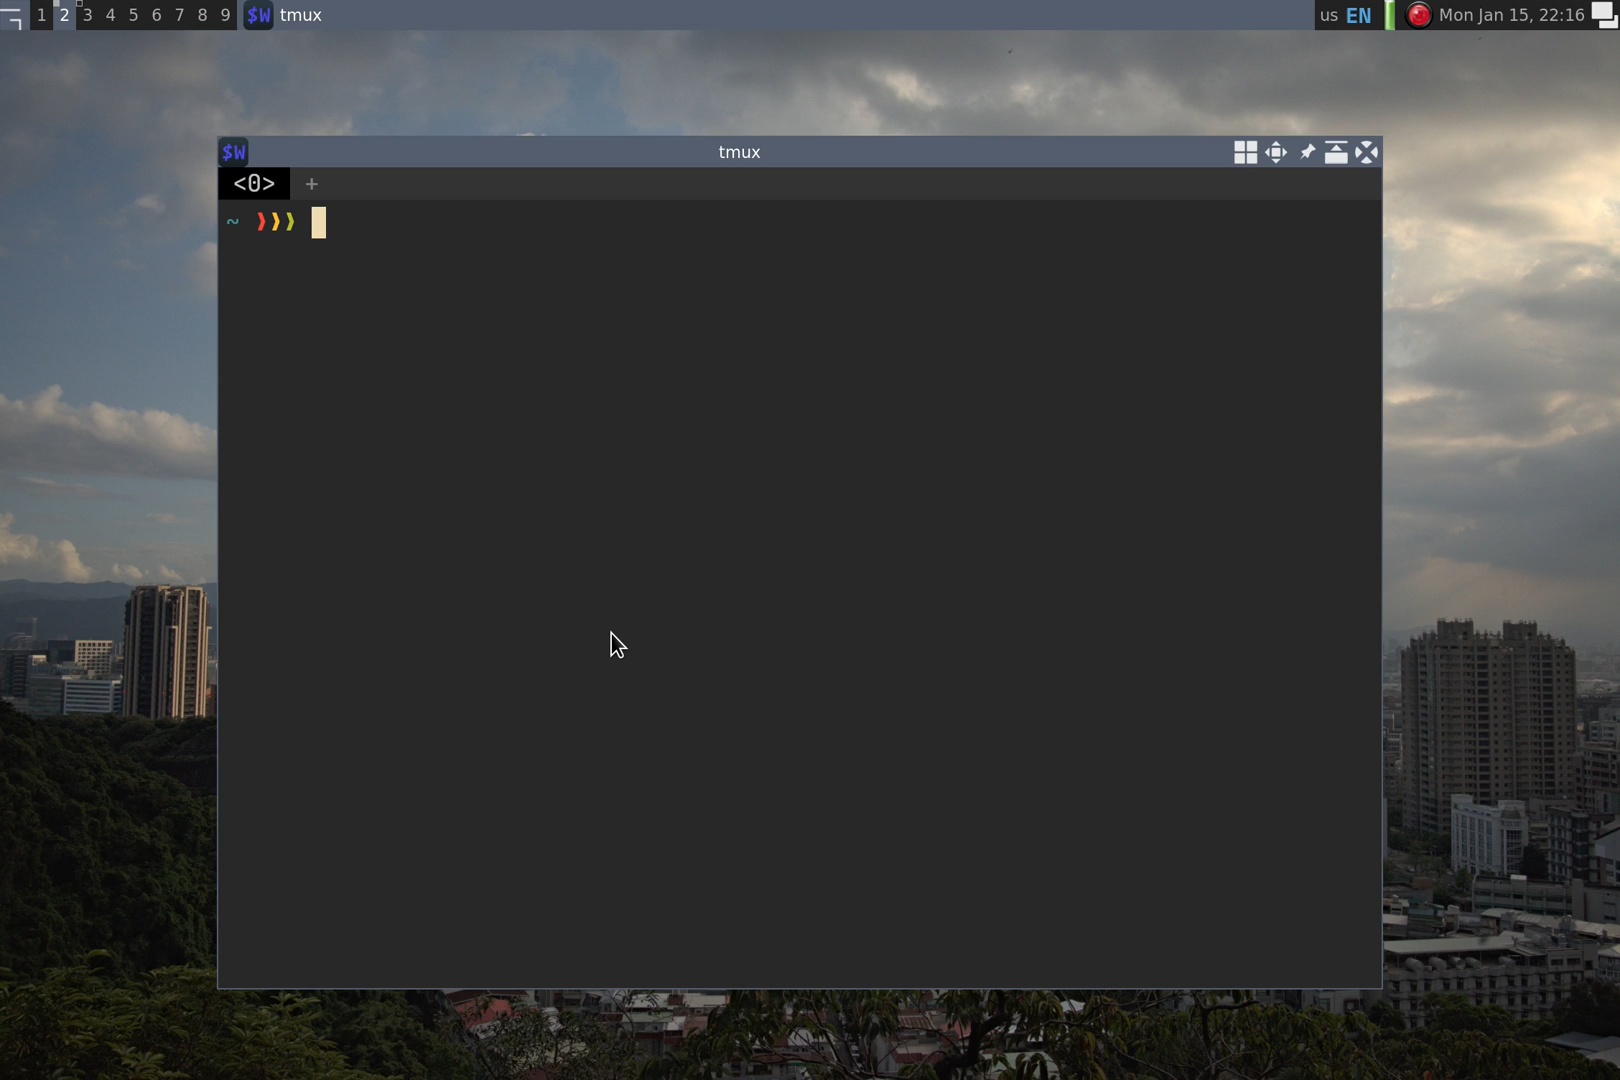 1 2 3 4 5 6 7 8 9 $W tmux us EN Mon Jan 15, 22:16
$W tmux
<0> +
~ ❱❱❱